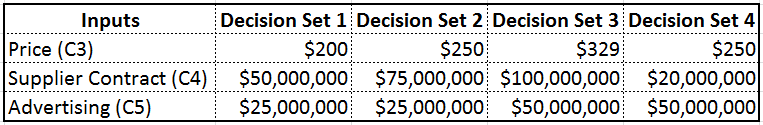 Inputs Decision Set 1 Decision Set 2 Decision Set 3 Decision Set 4
Price (C3) $200 $250 $329 $250
Supplier Contract (C4) $50,000,000 $75,000,000 $100,000,000 $20,000,000
Advertising (C5) $25,000,000 $25,000,000 $50,000,000 $50,000,000